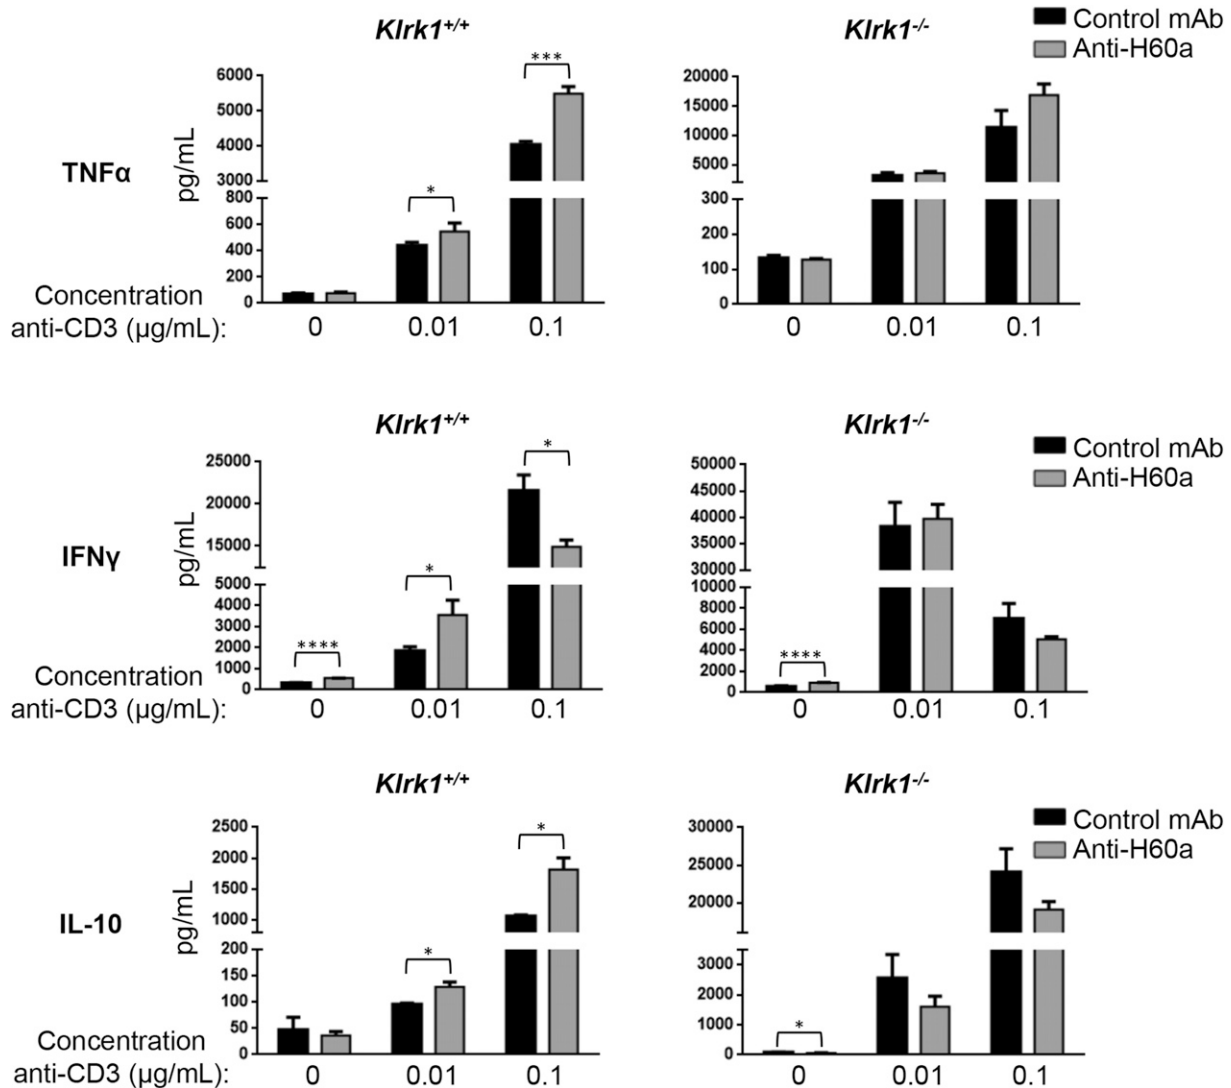 Klrk1+/+
Klrk1-/-
Control mAb
Anti-H60a
TNFα
pg/mL
6000
5000
4000
3000
800
600
400
200
0
*
***
20000
15000
10000
5000
300
200
100
0
Concentration
anti-CD3 (µg/mL):
0 0.01 0.1
0 0.01 0.1
Klrk1+/+
Klrk1-/-
Control mAb
Anti-H60a
IFNγ
pg/mL
25000
20000
15000
10000
5000
4000
3000
2000
1000
0
****
*
*
50000
45000
40000
35000
30000
10000
8000
6000
4000
2000
0
****
Concentration
anti-CD3 (µg/mL):
0 0.01 0.1
0 0.01 0.1
Klrk1+/+
Klrk1-/-
Control mAb
Anti-H60a
IL-10
pg/mL
2500
2000
1500
1000
200
150
100
50
0
*
*
30000
25000
20000
3000
2000
1000
0
*
Concentration
anti-CD3 (µg/mL):
0 0.01 0.1
0 0.01 0.1